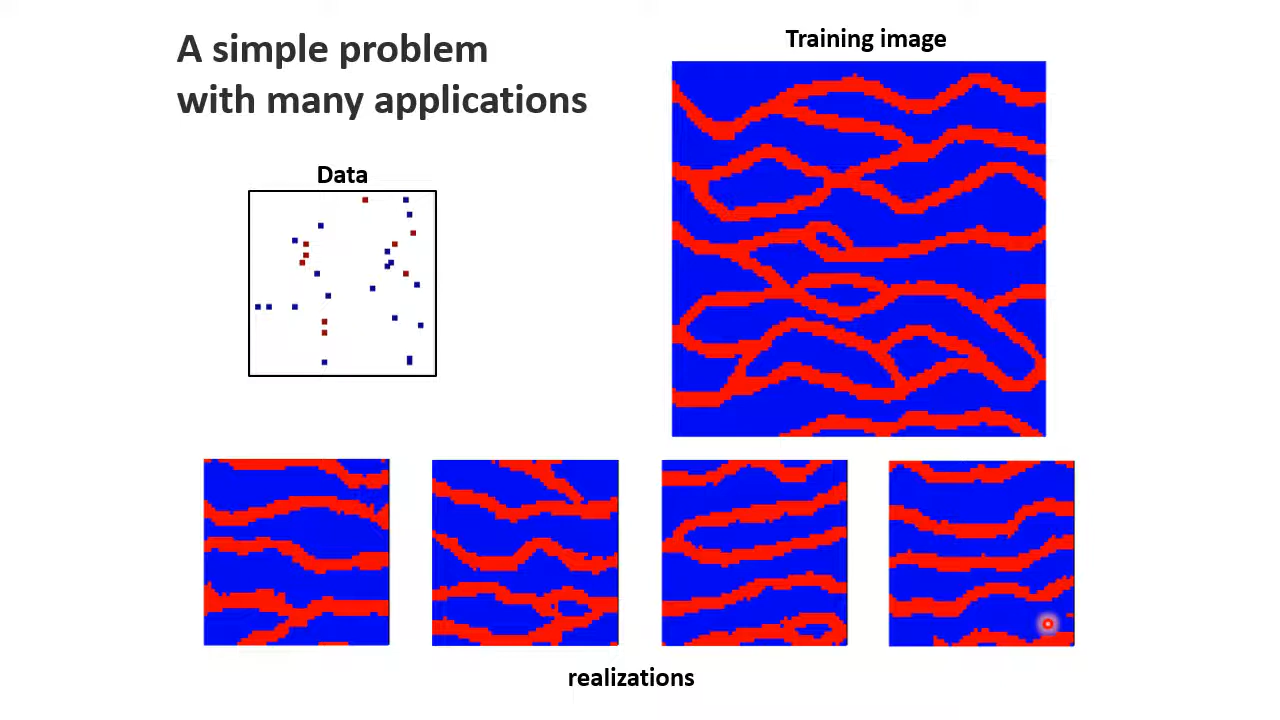 A simple problem
with many applications
Training image
Data
realizations